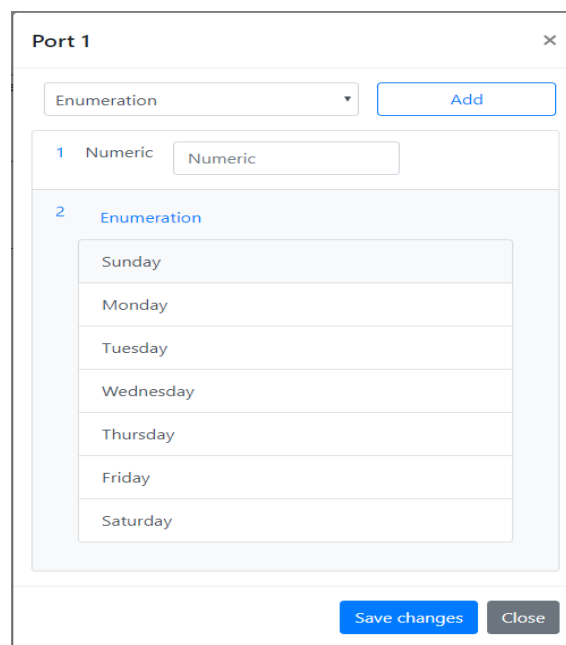 Port 1 ×
Enumeration Add
1 Numeric Numeric
2 Enumeration
Sunday
Monday
Tuesday
Wednesday
Thursday
Friday
Saturday
Save changes Close